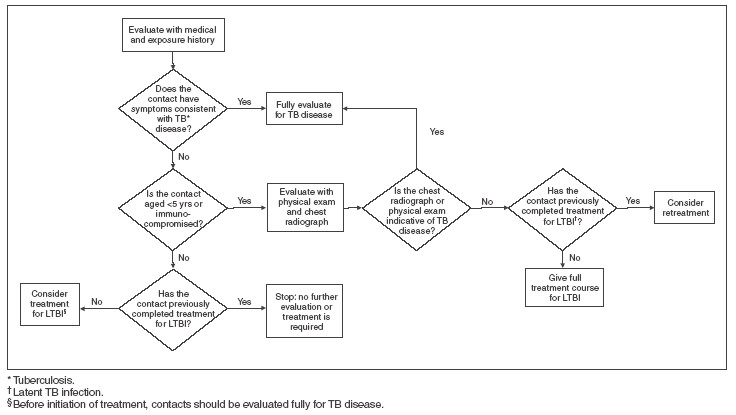 Evaluate with medical
and exposure history
Does the
contact have
symptoms consistent
with TB*
disease?
Yes
Fully evaluate
for TB disease
Yes
No
Is the contact
aged <5 yrs or
immuno-
compromised?
Yes
Evaluate with
physical exam
and chest
radiograph
Is the chest
radiograph or
physical exam
indicative of TB
disease?
No
Has the
contact previously
completed treatment
for LTBI†?
Yes
Consider
retreatment
No
Give full
treatment course
for LTBI
No
Has the
contact previously
completed treatment
for LTBI?
No
Consider
treatment
for LTBI§
Yes
Stop: no further
evaluation or
treatment is
required
* Tuberculosis.
† Latent TB infection.
§ Before initiation of treatment, contacts should be evaluated fully for TB disease.